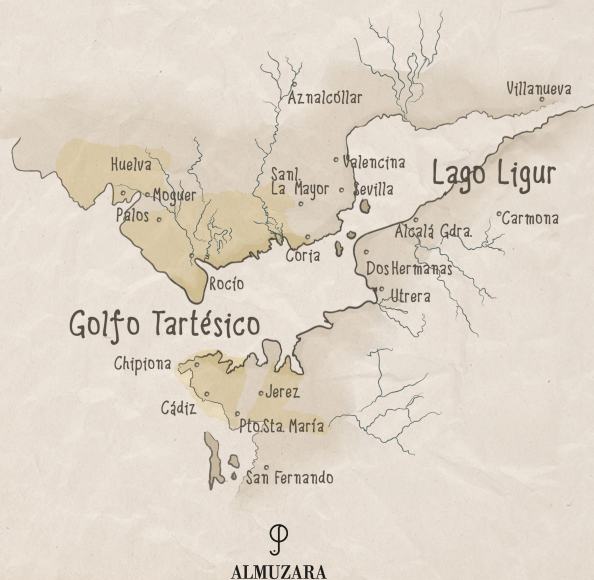 Villanueva
Aznalcóllar
Huelva
Valencina
Lago Ligur
Sanl.
La Mayor
Sevilla
Moguer
Palos
Carmona
Alcalá Gdra.
Coria
Dos Hermanas
Rocío
Utrera
Golfo Tartésico
Chipiona
Jerez
Cádiz
Pto.Sta. María
San Fernando
ALMUZARA